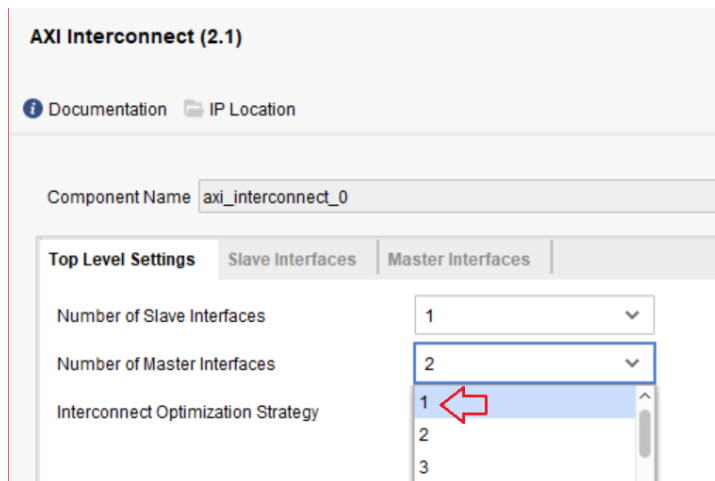 AXI Interconnect (2.1)
Documentation IP Location
Component Name axi_interconnect_0
Top Level Settings Slave Interfaces Master Interfaces
Number of Slave Interfaces 1
Number of Master Interfaces 2
Interconnect Optimization Strategy
1
2
3